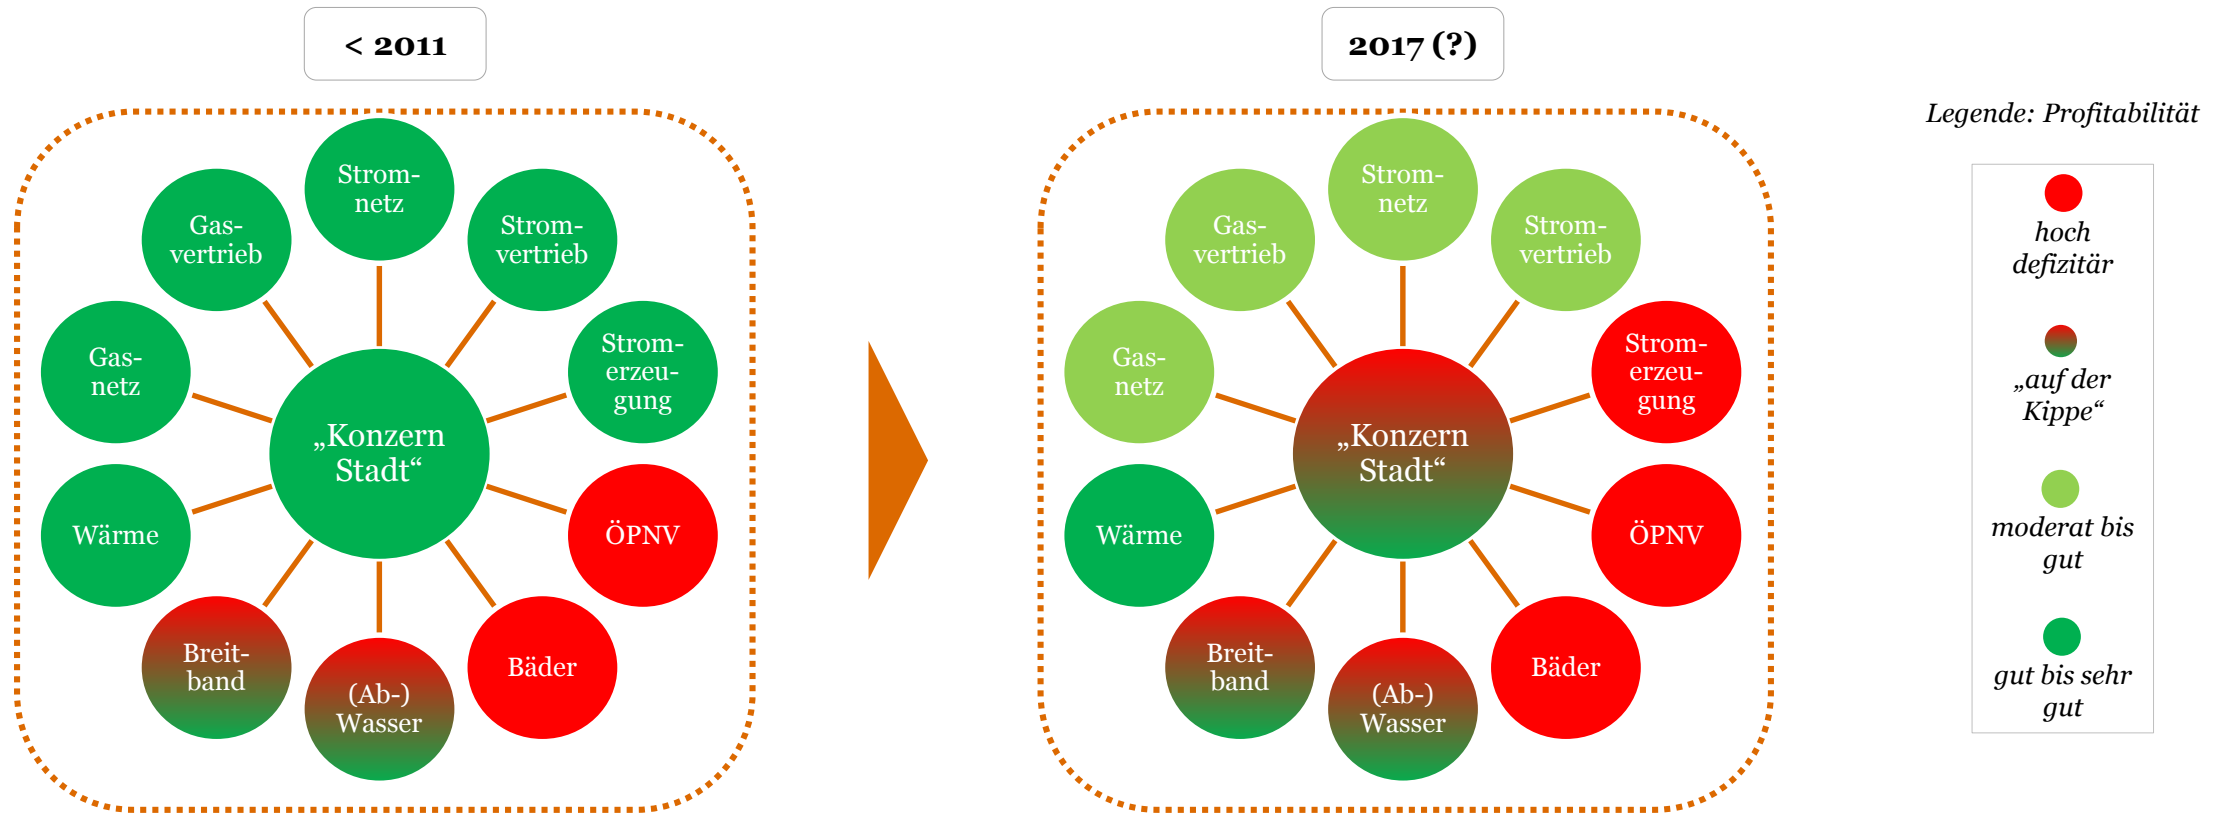 < 2011
Strom-
netz
Strom-
vertrieb
Strom-
erzeu-
gung
ÖPNV
Bäder
(Ab-)
Wasser
Breit-
band
Wärme
Gas-
netz
Gas-
vertrieb
„Konzern
Stadt“
2017 (?)
Strom-
netz
Strom-
vertrieb
Strom-
erzeu-
gung
ÖPNV
Bäder
(Ab-)
Wasser
Breit-
band
Wärme
Gas-
netz
Gas-
vertrieb
„Konzern
Stadt“
Legende: Profitabilität
hoch
defizitär
„auf der
Kippe“
moderat bis
gut
gut bis sehr
gut